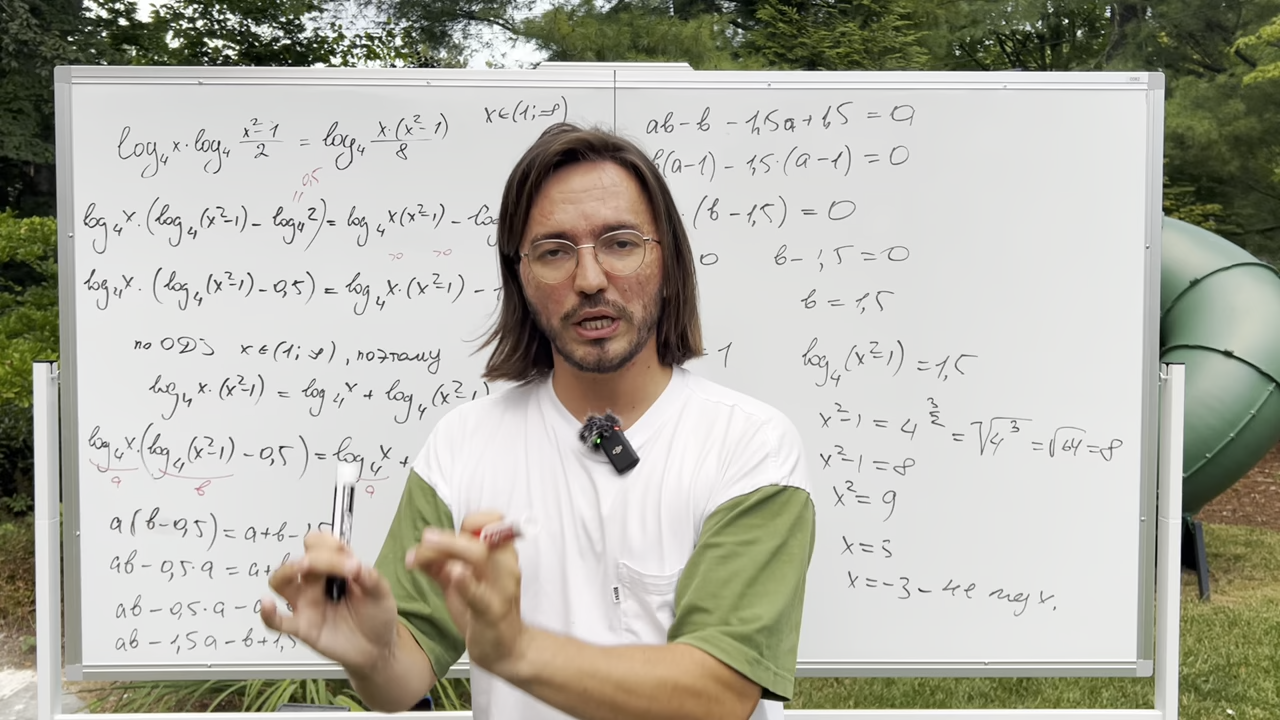 log₄x · log₄ (x²-1)/2 = log₄ x·(x²-1)/8
x∈(1;∞)
0,5
log₄x · (log₄(x²-1) - log₄2) = log₄x(x²-1) -
>0 >0
log₄x · (log₄(x²-1) - 0,5) = log₄x·(x²-1) -
по ОДЗ x∈(1;∞), поэтому
log₄x·(x²-1) = log₄x + log₄(x²-1)
log₄x·(log₄(x²-1) - 0,5) = log₄x +
a b a
a(b-0,5) = a+b-1,5
ab - 0,5·a = a+
ab - 0,5·a - a
ab - 1,5a - b + 1,5
ab - b - 1,5a + 1,5 = 0
b(a-1) - 1,5·(a-1) = 0
·(b-1,5) = 0
0 b-1,5 = 0
b = 1,5
= 1
log₄(x²-1) = 1,5
x²-1 = 4^(3/2) = √4³ = √64 = 8
x²-1 = 8
x² = 9
x = 3
x = -3 -